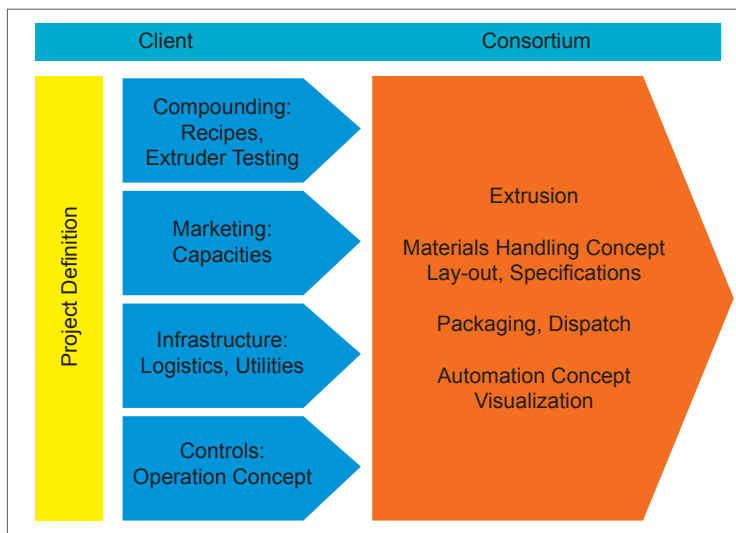 Client
Consortium
Project Definition
Compounding:
Recipes,
Extruder Testing
Marketing:
Capacities
Infrastructure:
Logistics, Utilities
Controls:
Operation Concept
Extrusion
Materials Handling Concept
Lay-out, Specifications
Packaging, Dispatch
Automation Concept
Visualization